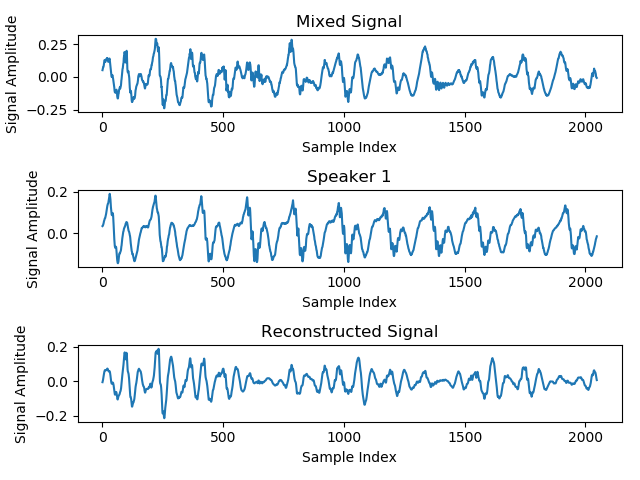 Mixed Signal
Signal Amplitude
0.25
0.00
−0.25
0 500 1000 1500 2000
Sample Index
Speaker 1
Signal Amplitude
0.2
0.0
0 500 1000 1500 2000
Sample Index
Reconstructed Signal
Signal Amplitude
0.2
0.0
−0.2
0 500 1000 1500 2000
Sample Index